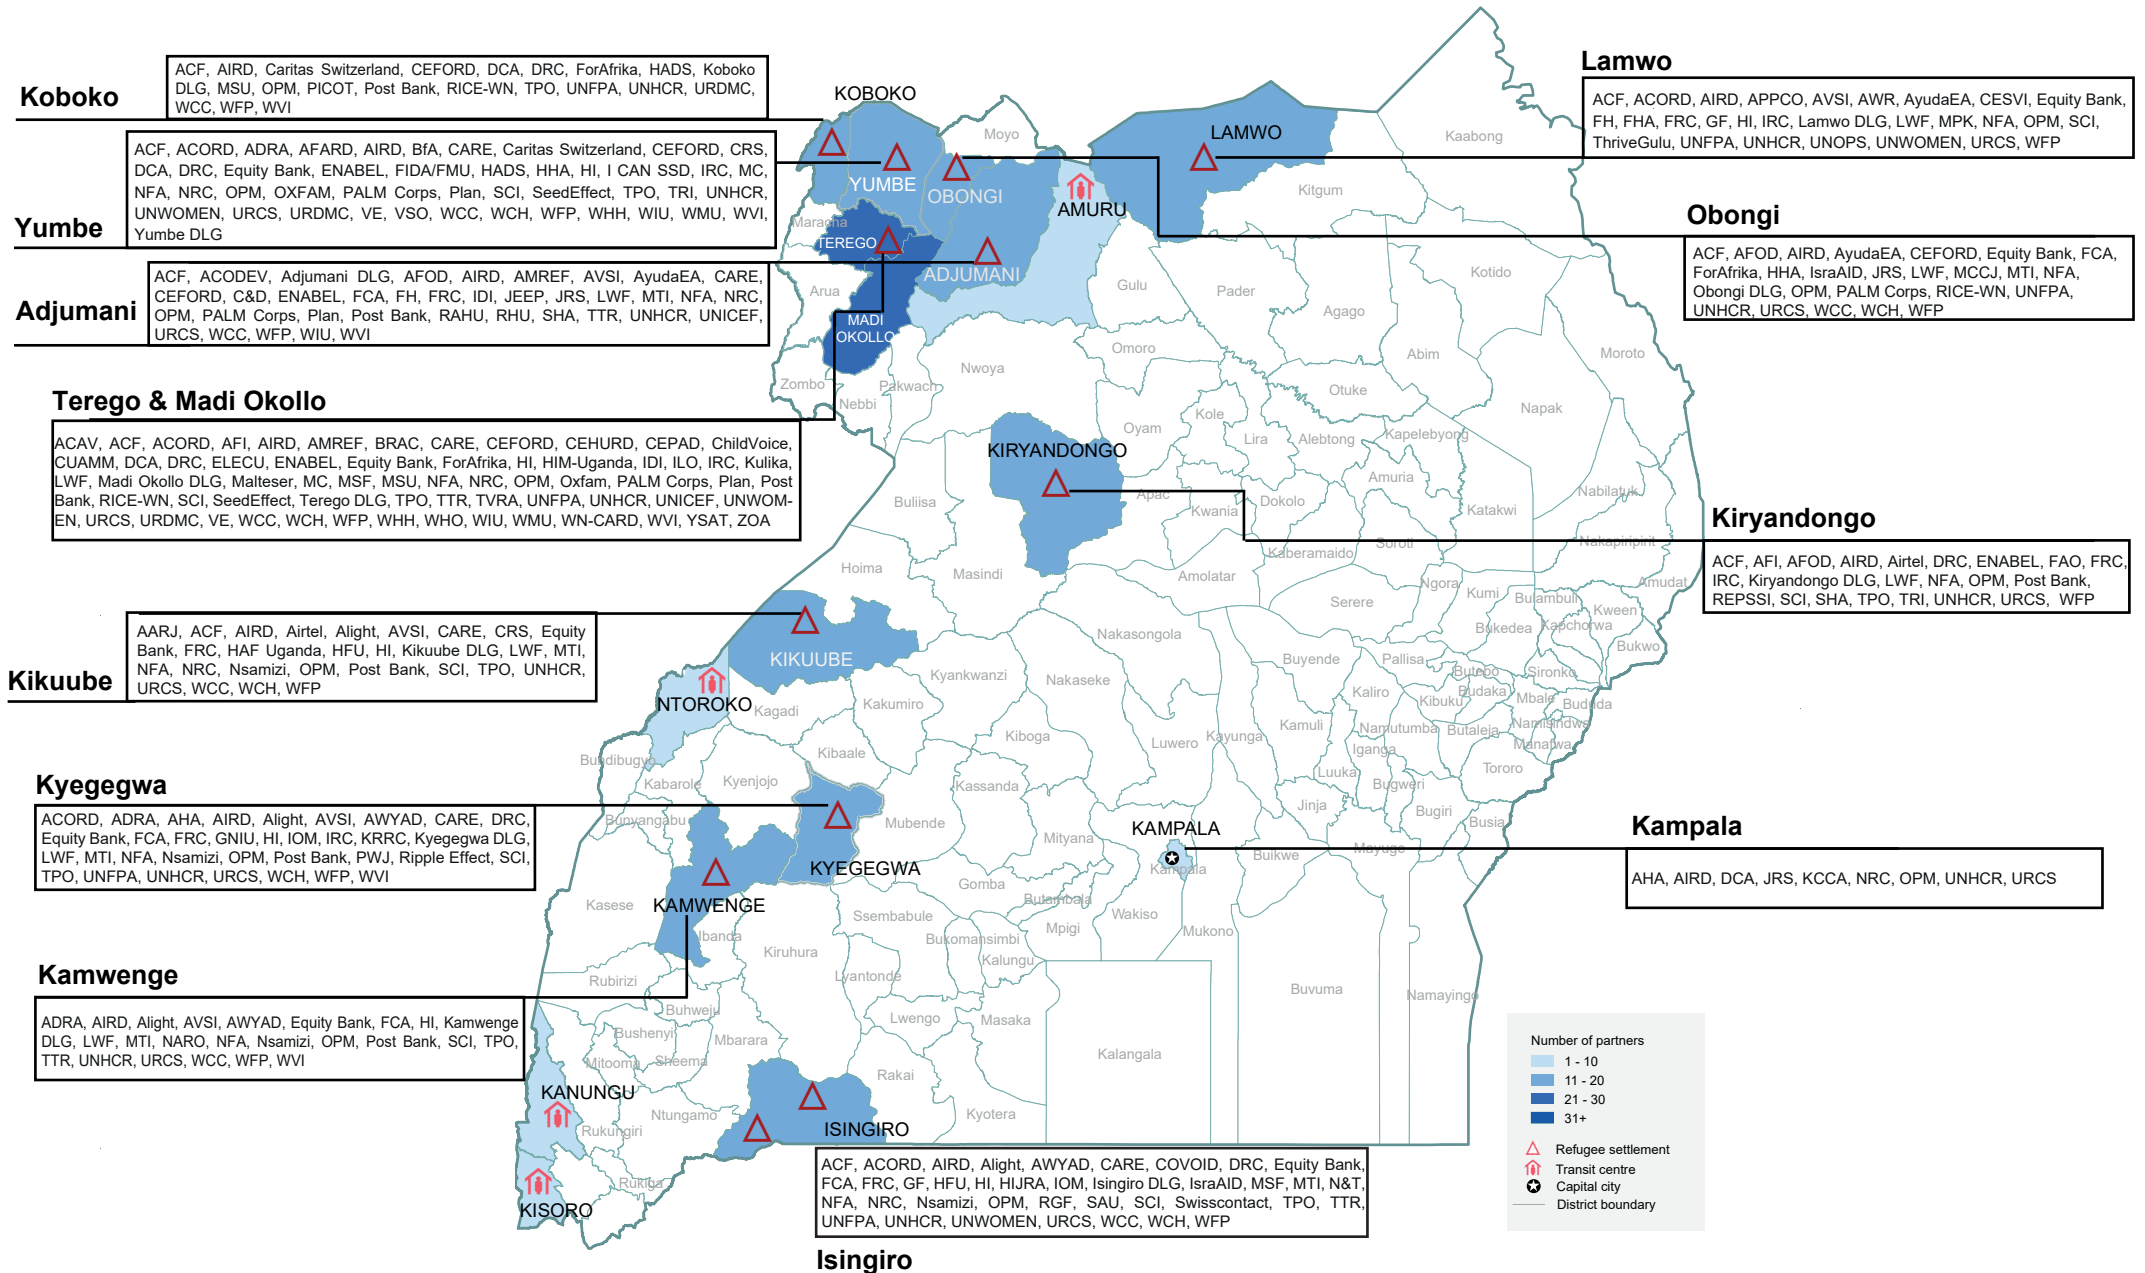 Koboko
ACF, AIRD, Caritas Switzerland, CEFORD, DCA, DRC, ForAfrika, HADS, Koboko
DLG, MSU, OPM, PICOT, Post Bank, RICE-WN, TPO, UNFPA, UNHCR, URDMC,
WCC, WFP, WVI
Yumbe
ACF, ACORD, ADRA, AFARD, AIRD, BfA, CARE, Caritas Switzerland, CEFORD, CRS,
DCA, DRC, Equity Bank, ENABEL, FIDA/FMU, HADS, HHA, HI, I CAN SSD, IRC, MC,
NFA, NRC, OPM, OXFAM, PALM Corps, Plan, SCI, SeedEffect, TPO, TRI, UNHCR,
UNWOMEN, URCS, URDMC, VE, VSO, WCC, WCH, WFP, WHH, WIU, WMU, WVI,
Yumbe DLG
Adjumani
ACF, ACODEV, Adjumani DLG, AFOD, AIRD, AMREF, AVSI, AyudaEA, CARE,
CEFORD, C&D, ENABEL, FCA, FH, FRC, IDI, JEEP, JRS, LWF, MTI, NFA, NRC,
OPM, PALM Corps, Plan, Post Bank, RAHU, RHU, SHA, TTR, UNHCR, UNICEF,
URCS, WCC, WFP, WIU, WVI
Terego & Madi Okollo
ACAV, ACF, ACORD, AFI, AIRD, AMREF, BRAC, CARE, CEFORD, CEHURD, CEPAD, ChildVoice,
CUAMM, DCA, DRC, ELECU, ENABEL, Equity Bank, ForAfrika, HI, HIM-Uganda, IDI, ILO, IRC, Kulika,
LWF, Madi Okollo DLG, Malteser, MC, MSF, MSU, NFA, NRC, OPM, Oxfam, PALM Corps, Plan, Post
Bank, RICE-WN, SCI, SeedEffect, Terego DLG, TPO, TTR, TVRA, UNFPA, UNHCR, UNICEF, UNWOM-
EN, URCS, URDMC, VE, WCC, WCH, WFP, WHH, WHO, WIU, WMU, WN-CARD, WVI, YSAT, ZOA
Kikuube
AARJ, ACF, AIRD, Airtel, Alight, AVSI, CARE, CRS, Equity
Bank, FRC, HAF Uganda, HFU, HI, Kikuube DLG, LWF, MTI,
NFA, NRC, Nsamizi, OPM, Post Bank, SCI, TPO, UNHCR,
URCS, WCC, WCH, WFP
Kyegegwa
ACORD, ADRA, AHA, AIRD, Alight, AVSI, AWYAD, CARE, DRC,
Equity Bank, FCA, FRC, GNIU, HI, IOM, IRC, KRRC, Kyegegwa DLG,
LWF, MTI, NFA, Nsamizi, OPM, Post Bank, PWJ, Ripple Effect, SCI,
TPO, UNFPA, UNHCR, URCS, WCH, WFP, WVI
Kamwenge
ADRA, AIRD, Alight, AVSI, AWYAD, Equity Bank, FCA, HI, Kamwenge
DLG, LWF, MTI, NARO, NFA, Nsamizi, OPM, Post Bank, SCI, TPO,
TTR, UNHCR, URCS, WCC, WFP, WVI
Lamwo
ACF, ACORD, AIRD, APPCO, AVSI, AWR, AyudaEA, CESVI, Equity Bank,
FH, FHA, FRC, GF, HI, IRC, Lamwo DLG, LWF, MPK, NFA, OPM, SCI,
ThriveGulu, UNFPA, UNHCR, UNOPS, UNWOMEN, URCS, WFP
Obongi
ACF, AFOD, AIRD, AyudaEA, CEFORD, Equity Bank, FCA,
ForAfrika, HHA, IsraAID, JRS, LWF, MCCJ, MTI, NFA,
Obongi DLG, OPM, PALM Corps, RICE-WN, UNFPA,
UNHCR, URCS, WCC, WCH, WFP
Kiryandongo
ACF, AFI, AFOD, AIRD, Airtel, DRC, ENABEL, FAO, FRC,
IRC, Kiryandongo DLG, LWF, NFA, OPM, Post Bank,
REPSSI, SCI, SHA, TPO, TRI, UNHCR, URCS, WFP
Kampala
AHA, AIRD, DCA, JRS, KCCA, NRC, OPM, UNHCR, URCS
ACF, ACORD, AIRD, Alight, AWYAD, CARE, COVOID, DRC, Equity Bank,
FCA, FRC, GF, HFU, HI, HIJRA, IOM, Isingiro DLG, IsraAID, MSF, MTI, N&T,
NFA, NRC, Nsamizi, OPM, RGF, SAU, SCI, Swisscontact, TPO, TTR,
UNFPA, UNHCR, UNWOMEN, URCS, WCC, WCH, WFP
Isingiro
KOBOKO
Moyo
LAMWO
Kaabong
YUMBE
OBONGI
AMURU
Kitgum
Maracha
TEREGO
ADJUMANI
Arua
Gulu
Pader
Kotido
Agago
MADI
OKOLLO
Omoro
Abim
Moroto
Zombo
Nebbi
Pakwach
Nwoya
Otuke
Napak
Oyam
Kole
Lira
Alebtong
Kapelebyong
KIRYANDONGO
Amuria
Buliisa
Apac
Kwania
Dokolo
Katakwi
Nabilatuk
Kaberamaido
Soroti
Nakapiripirit
Hoima
Masindi
Amolatar
Serere
Ngora
Kumi
Bulambuli
Amudat
Kween
Bukedea
Kapchorwa
Bukwo
KIKUUBE
Nakasongola
NTOROKO
Kagadi
Kakumiro
Kyankwanzi
Nakaseke
Buyende
Pallisa
Butebo
Sironko
Kaliro
Kibuku
Budaka
Mbale
Bududa
Kamuli
Namutumba
Butaleja
Namisindwa
Manafwa
Kibaale
Kiboga
Luwero
Kayunga
Iganga
Luuka
Bugweri
Tororo
Bundibugyo
Kabarole
Kyenjojo
Kassanda
Jinja
Bugiri
Busia
Bunyangabu
Mubende
Mityana
KAMPALA
Kampala
Buikwe
Mayuge
KYEGEGWA
Kasese
KAMWENGE
Gomba
Butambala
Wakiso
Mukono
Ibanda
Ssembabule
Bukomansimbi
Mpigi
Kiruhura
Kalungu
Rubirizi
Lyantonde
Buvuma
Namayingo
Buhweju
Lwengo
Masaka
Bushenyi
Mbarara
Kalangala
Mitooma
Sheema
KANUNGU
Rakai
Ntungamo
Kyotera
Rukungiri
ISINGIRO
Rukiga
KISORO
Number of partners
1 - 10
11 - 20
21 - 30
31+
Refugee settlement
Transit centre
Capital city
District boundary